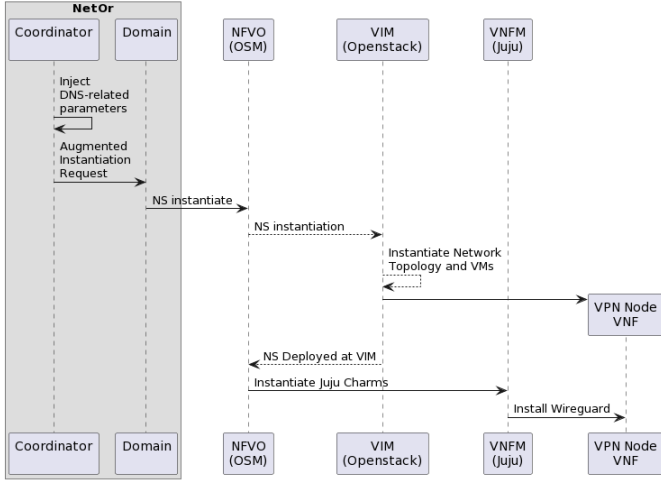 NetOr
Coordinator
Domain
NFVO
(OSM)
VIM
(Openstack)
VNFM
(Juju)
Inject
DNS-related
parameters
Augmented
Instantiation
Request
NS instantiate
NS instantiation
Instantiate Network
Topology and VMs
VPN Node
VNF
NS Deployed at VIM
Instantiate Juju Charms
Install Wireguard
Coordinator
Domain
NFVO
(OSM)
VIM
(Openstack)
VNFM
(Juju)
VPN Node
VNF